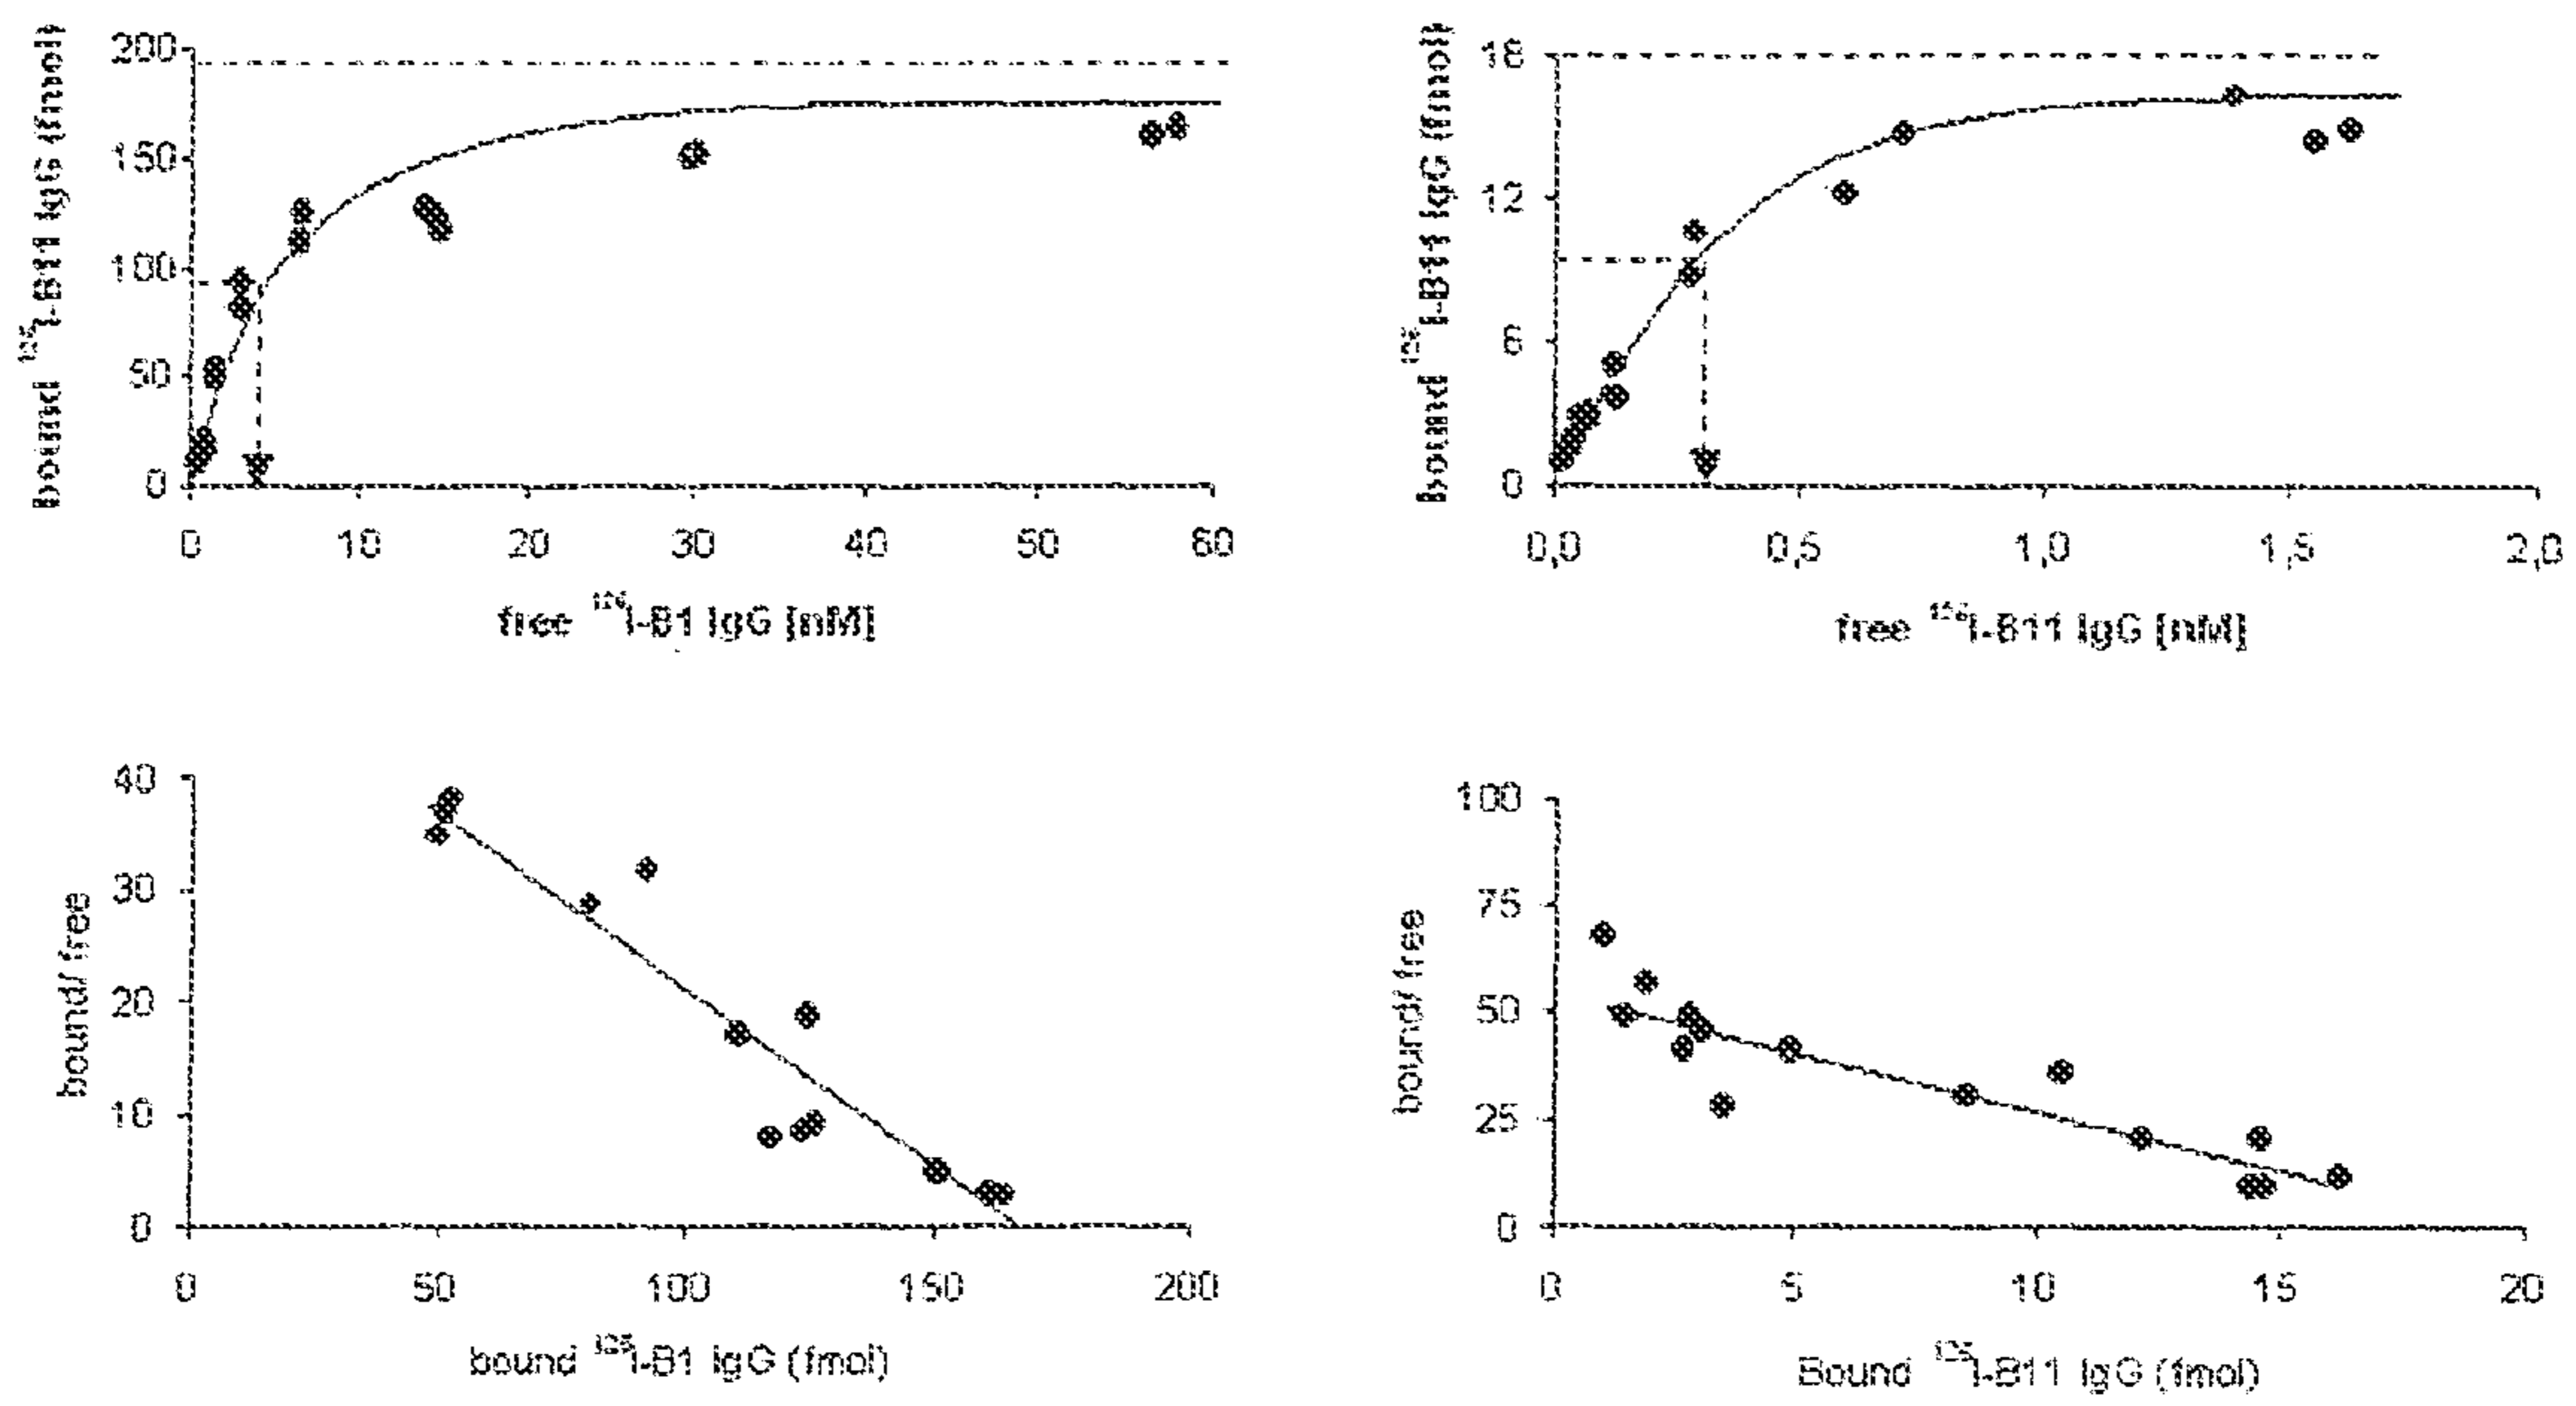 bound 125I-B11 IgG (fmol)
200
150
100
50
0
0 10 20 30 40 50 60
free 125I-B1 IgG [nM]
bound 125I-B11 IgG (fmol)
18
12
6
0
0,0 0,5 1,0 1,5 2,0
free 125I-B11 IgG [nM]
bound/ free
40
30
20
10
0
0 50 100 150 200
bound 125I-B1 IgG (fmol)
bound/ free
100
75
50
25
0
0 5 10 15 20
Bound 125I-B11 IgG (fmol)